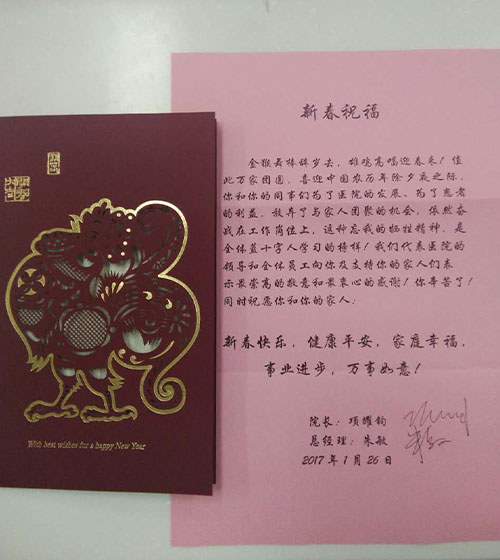 With best wishes for a happy New Year
新春祝福
金猴舞棒辞岁去，雄鸡高唱迎春来！值
此万家团圆，喜迎中国农历年除夕夜之际，
你和你的同事们为了医院的发展、为了患者
的利益，放弃了与家人团聚的机会，依然奋
战在工作岗位上，这种忘我的牺牲精神，是
全体蓝十字人学习的榜样！我们代表医院的
领导和全体员工向你及支持你的家人们表
示最崇高的敬意和最衷心的感谢！你辛苦了！
同时祝愿你和你的家人：
新春快乐，健康平安，家庭幸福，
事业进步，万事如意！
院长：项耀钧
总经理：朱敏
2017年1月26日